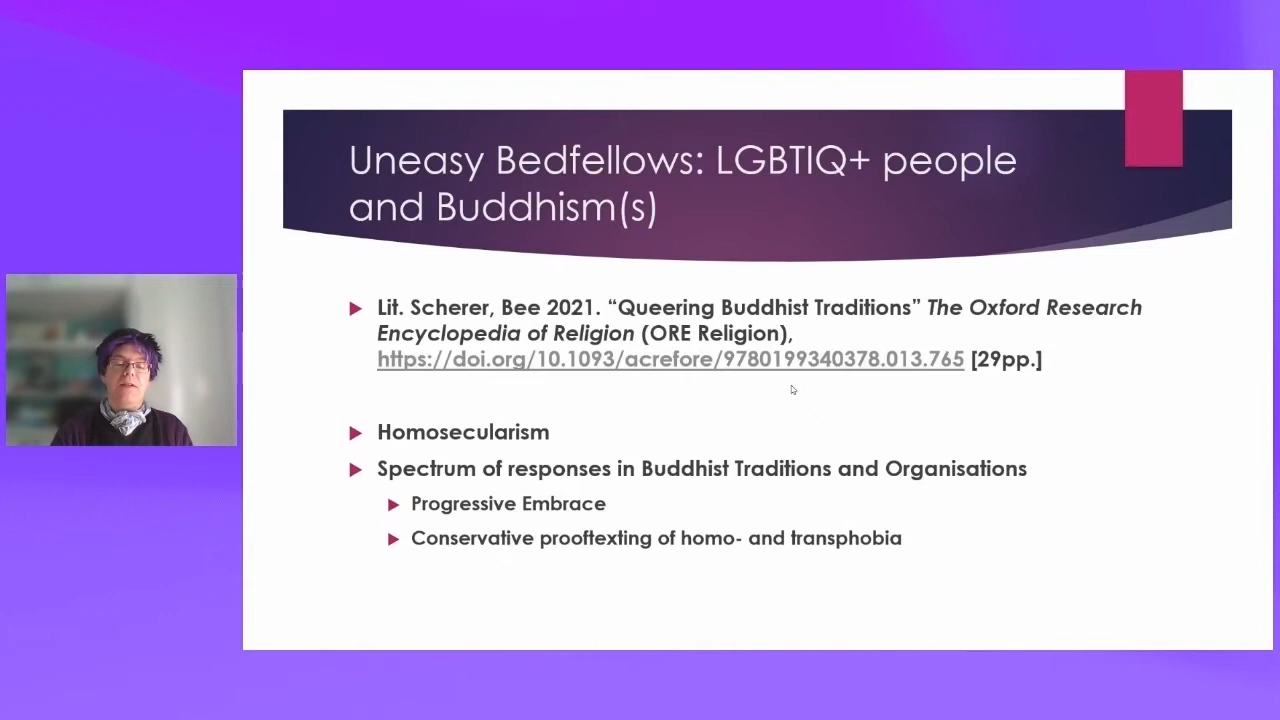 Uneasy Bedfellows: LGBTIQ+ people
and Buddhism(s)
Lit. Scherer, Bee 2021. “Queering Buddhist Traditions” The Oxford Research
Encyclopedia of Religion (ORE Religion),
https://doi.org/10.1093/acrefore/9780199340378.013.765 [29pp.]
Homosecularism
Spectrum of responses in Buddhist Traditions and Organisations
Progressive Embrace
Conservative prooftexting of homo- and transphobia